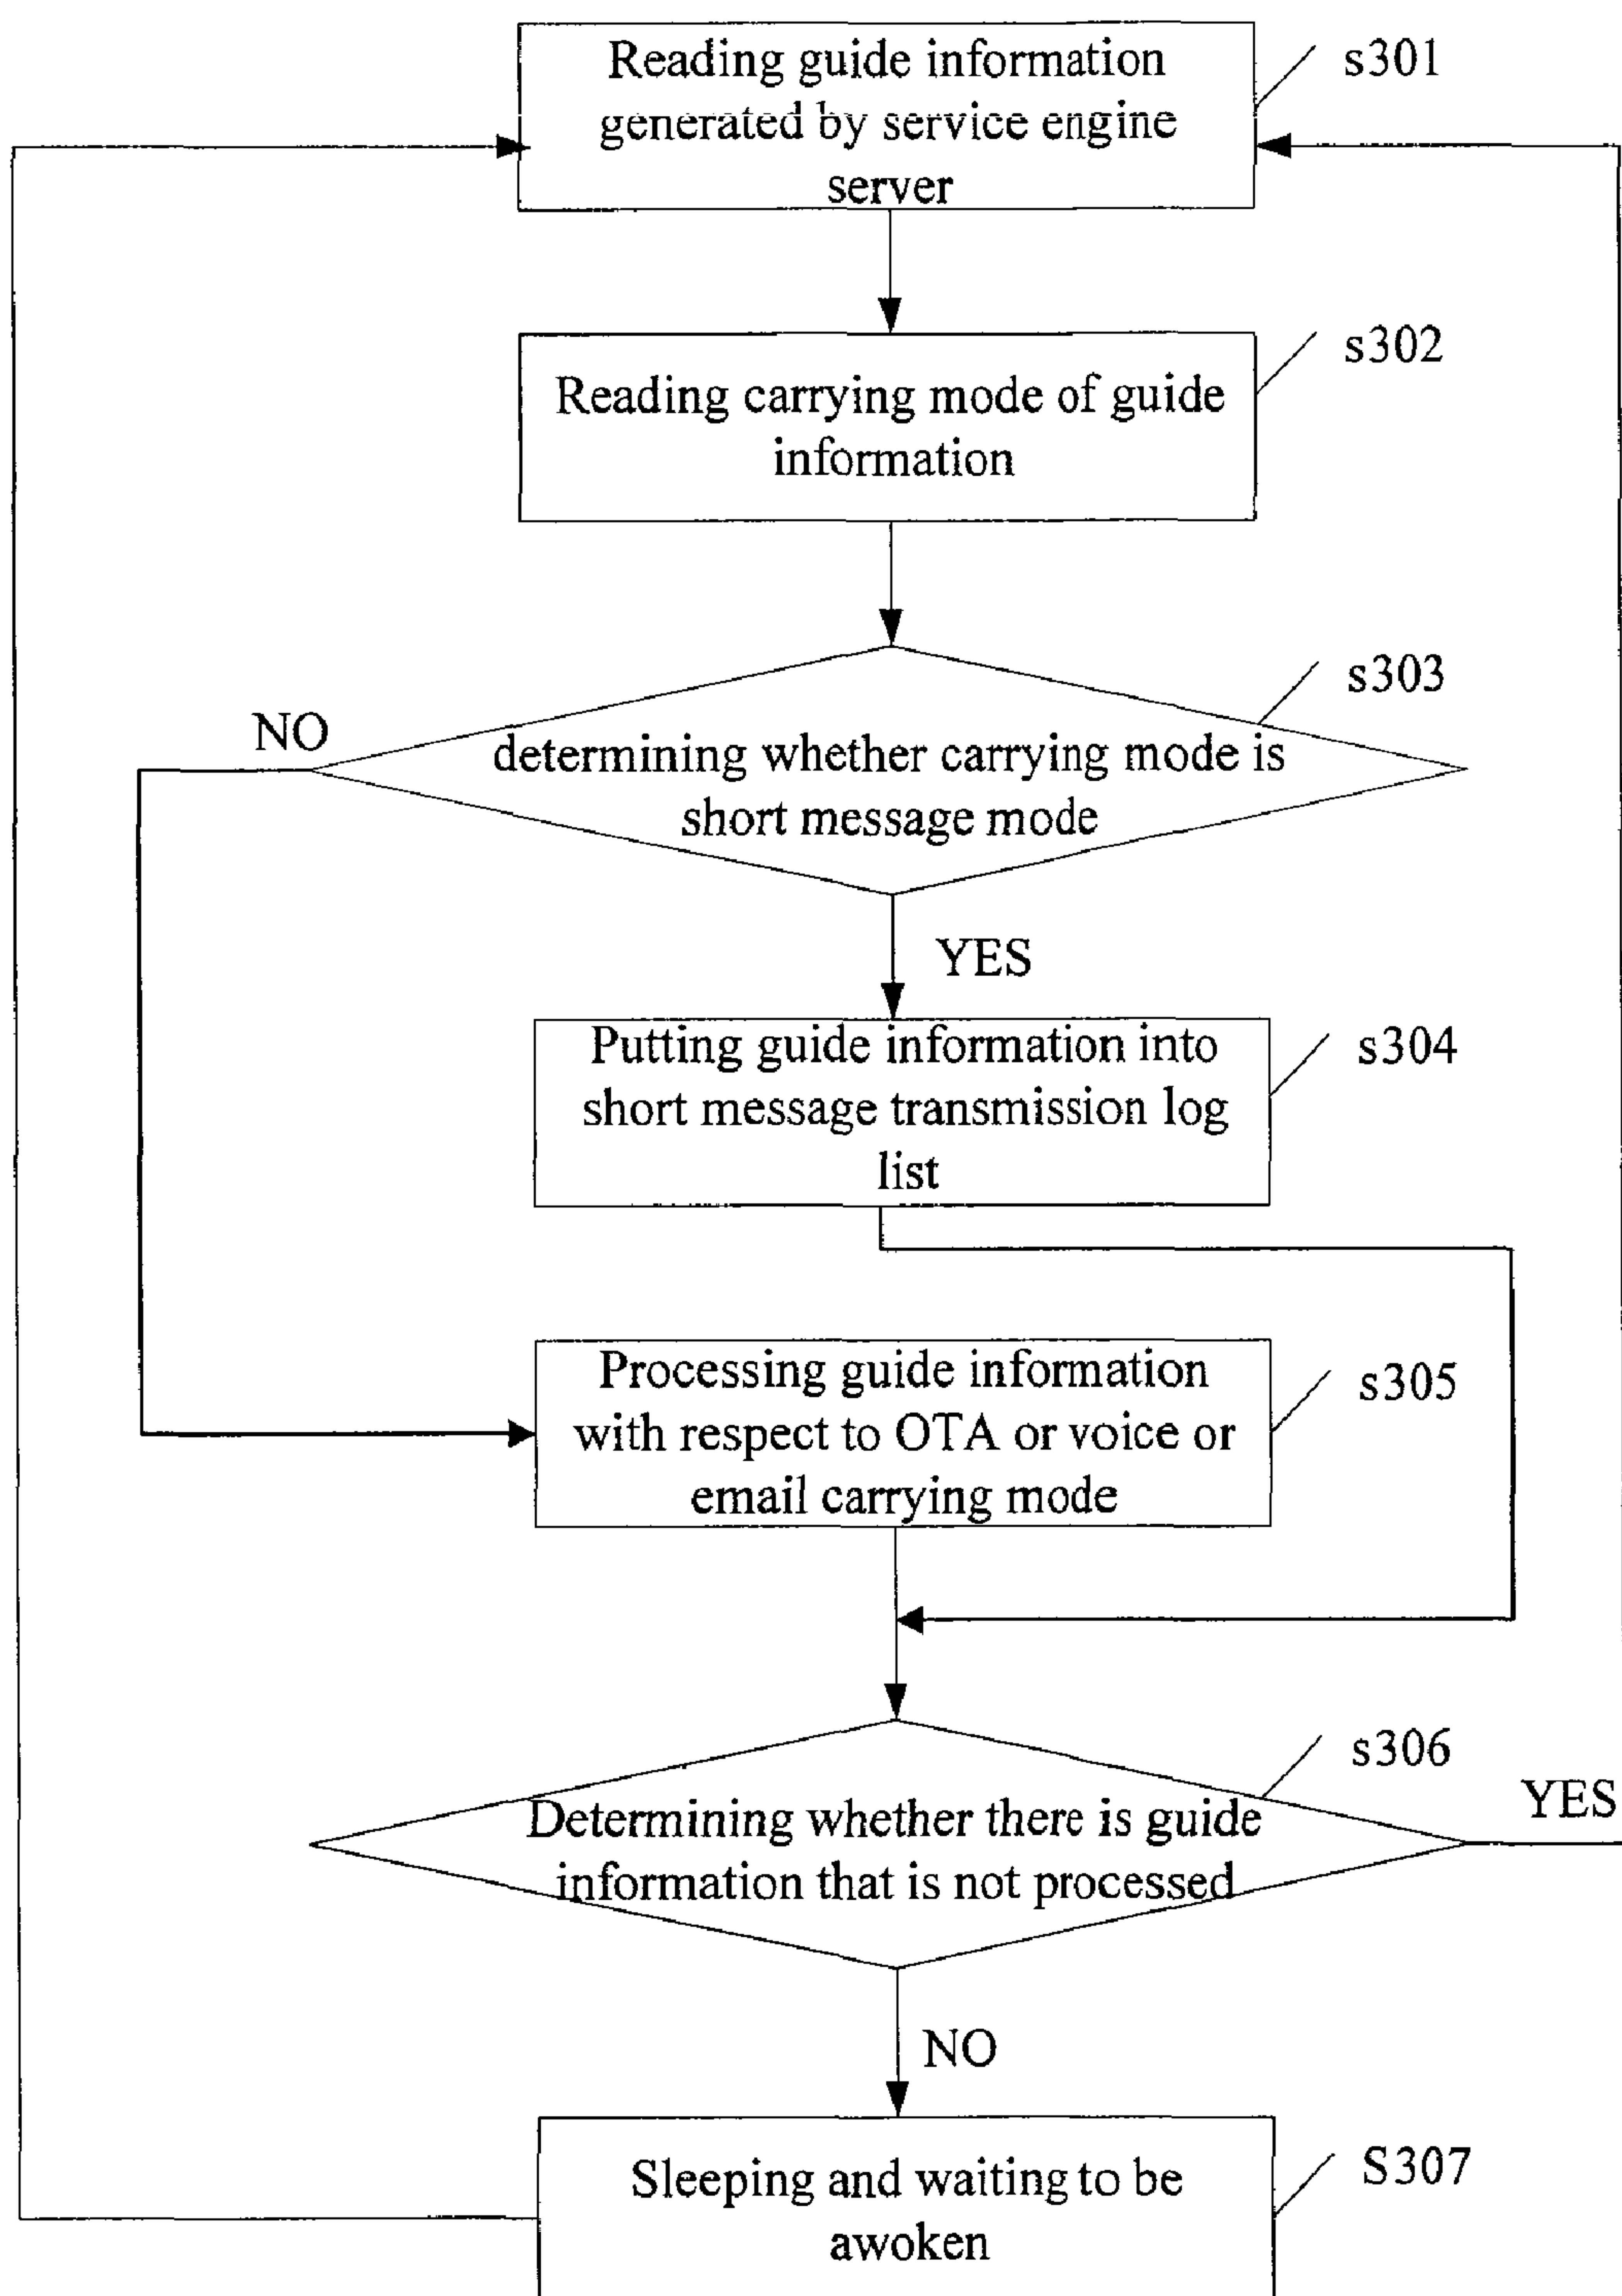 Reading guide information
generated by service engine
server
s301
Reading carrying mode of guide
information
s302
determining whether carrying mode is
short message mode
s303
NO
YES
Putting guide information into
short message transmission log
list
s304
Processing guide information
with respect to OTA or voice or
email carrying mode
s305
Determining whether there is guide
information that is not processed
s306
YES
NO
Sleeping and waiting to be
awoken
S307